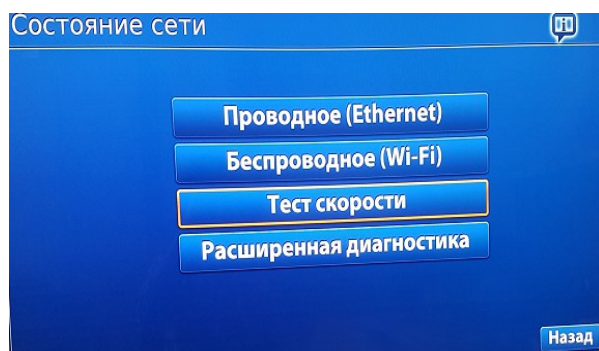 Состояние сети
Проводное (Ethernet)
Беспроводное (Wi-Fi)
Тест скорости
Расширенная диагностика
Назад